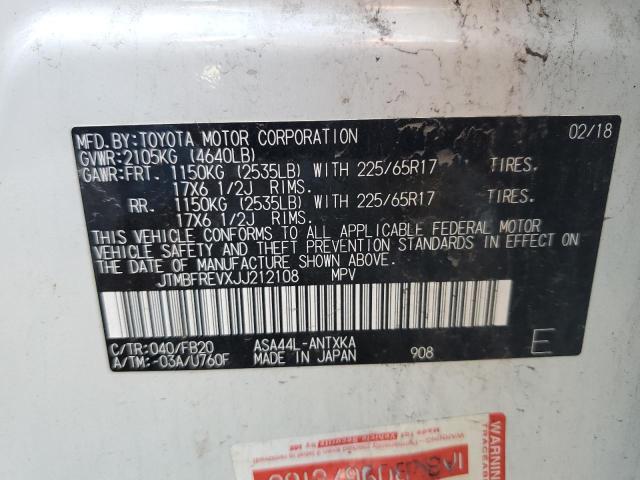 MFD.BY:TOYOTA MOTOR CORPORATION 02/18
GVWR:2105KG (4640LB)
GAWR:FRT. 1150KG (2535LB) WITH 225/65R17 TIRES.
17X6 1/2J RIMS.
RR. 1150KG (2535LB) WITH 225/65R17 TIRES.
17X6 1/2J RIMS.
THIS VEHICLE CONFORMS TO ALL APPLICABLE FEDERAL MOTOR
VEHICLE SAFETY AND THEFT PREVENTION STANDARDS IN EFFECT ON
THE DATE OF MANUFACTURE SHOWN ABOVE.
JTMBFREVXJJ212108 MPV
C/TR:040/FB20 ASA44L-ANTXKA
A/TM:-03A/U760F MADE IN JAPAN 908 E
WARNING
TRACEABLE